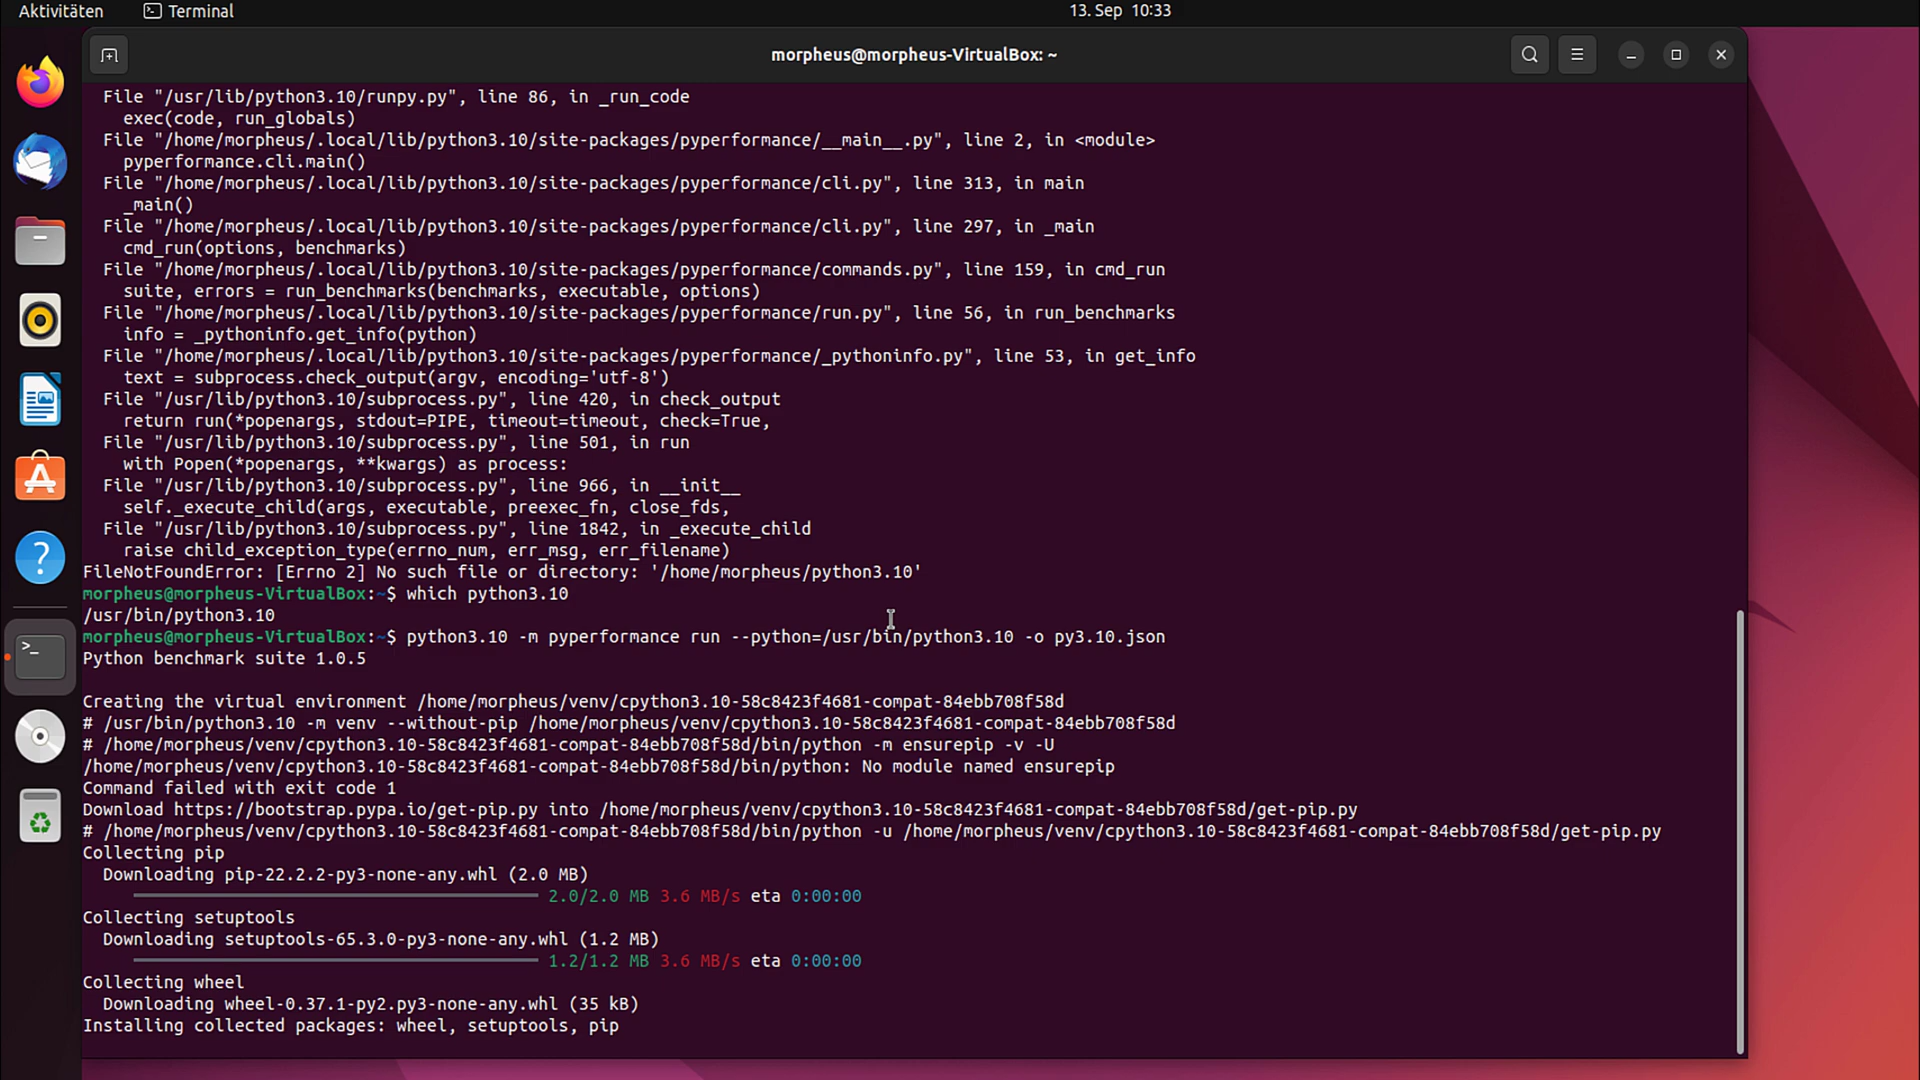 Aktivitäten
Terminal
13. Sep 10:33
morpheus@morpheus-VirtualBox: ~
File "/usr/lib/python3.10/runpy.py", line 86, in _run_code
exec(code, run_globals)
File "/home/morpheus/.local/lib/python3.10/site-packages/pyperformance/__main__.py", line 2, in <module>
pyperformance.cli.main()
File "/home/morpheus/.local/lib/python3.10/site-packages/pyperformance/cli.py", line 313, in main
_main()
File "/home/morpheus/.local/lib/python3.10/site-packages/pyperformance/cli.py", line 297, in _main
cmd_run(options, benchmarks)
File "/home/morpheus/.local/lib/python3.10/site-packages/pyperformance/commands.py", line 159, in cmd_run
suite, errors = run_benchmarks(benchmarks, executable, options)
File "/home/morpheus/.local/lib/python3.10/site-packages/pyperformance/run.py", line 56, in run_benchmarks
info = _pythoninfo.get_info(python)
File "/home/morpheus/.local/lib/python3.10/site-packages/pyperformance/_pythoninfo.py", line 53, in get_info
text = subprocess.check_output(argv, encoding='utf-8')
File "/usr/lib/python3.10/subprocess.py", line 420, in check_output
return run(*popenargs, stdout=PIPE, timeout=timeout, check=True,
File "/usr/lib/python3.10/subprocess.py", line 501, in run
with Popen(*popenargs, **kwargs) as process:
File "/usr/lib/python3.10/subprocess.py", line 966, in __init__
self._execute_child(args, executable, preexec_fn, close_fds,
File "/usr/lib/python3.10/subprocess.py", line 1842, in _execute_child
raise child_exception_type(errno_num, err_msg, err_filename)
FileNotFoundError: [Errno 2] No such file or directory: '/home/morpheus/python3.10'
morpheus@morpheus-VirtualBox:~$ which python3.10
/usr/bin/python3.10
morpheus@morpheus-VirtualBox:~$ python3.10 -m pyperformance run --python=/usr/bin/python3.10 -o py3.10.json
Python benchmark suite 1.0.5
Creating the virtual environment /home/morpheus/venv/cpython3.10-58c8423f4681-compat-84ebb708f58d
# /usr/bin/python3.10 -m venv --without-pip /home/morpheus/venv/cpython3.10-58c8423f4681-compat-84ebb708f58d
# /home/morpheus/venv/cpython3.10-58c8423f4681-compat-84ebb708f58d/bin/python -m ensurepip -v -U
/home/morpheus/venv/cpython3.10-58c8423f4681-compat-84ebb708f58d/bin/python: No module named ensurepip
Command failed with exit code 1
Download https://bootstrap.pypa.io/get-pip.py into /home/morpheus/venv/cpython3.10-58c8423f4681-compat-84ebb708f58d/get-pip.py
# /home/morpheus/venv/cpython3.10-58c8423f4681-compat-84ebb708f58d/bin/python -u /home/morpheus/venv/cpython3.10-58c8423f4681-compat-84ebb708f58d/get-pip.py
Collecting pip
Downloading pip-22.2.2-py3-none-any.whl (2.0 MB)
2.0/2.0 MB 3.6 MB/s eta 0:00:00
Collecting setuptools
Downloading setuptools-65.3.0-py3-none-any.whl (1.2 MB)
1.2/1.2 MB 3.6 MB/s eta 0:00:00
Collecting wheel
Downloading wheel-0.37.1-py2.py3-none-any.whl (35 kB)
Installing collected packages: wheel, setuptools, pip